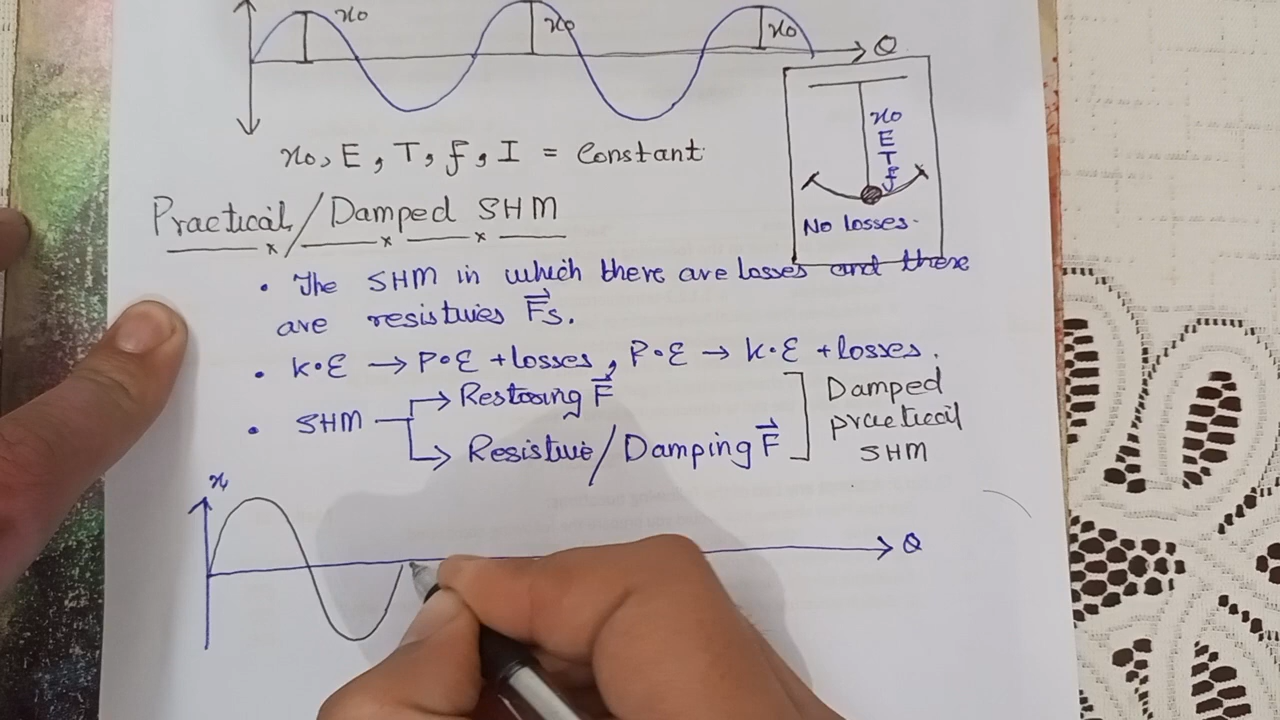 xo
xo
xo
θ
xo, E, T, f, I = Constant
xo
E
T
f
No losses.
Practical / Damped SHM
• The SHM in which there are losses and there
are resistives Fs.
• K.E → P.E + losses, P.E → K.E + losses.
• SHM → Restoring F
→ Resistive / Damping F
Damped
practical
SHM
x
θ